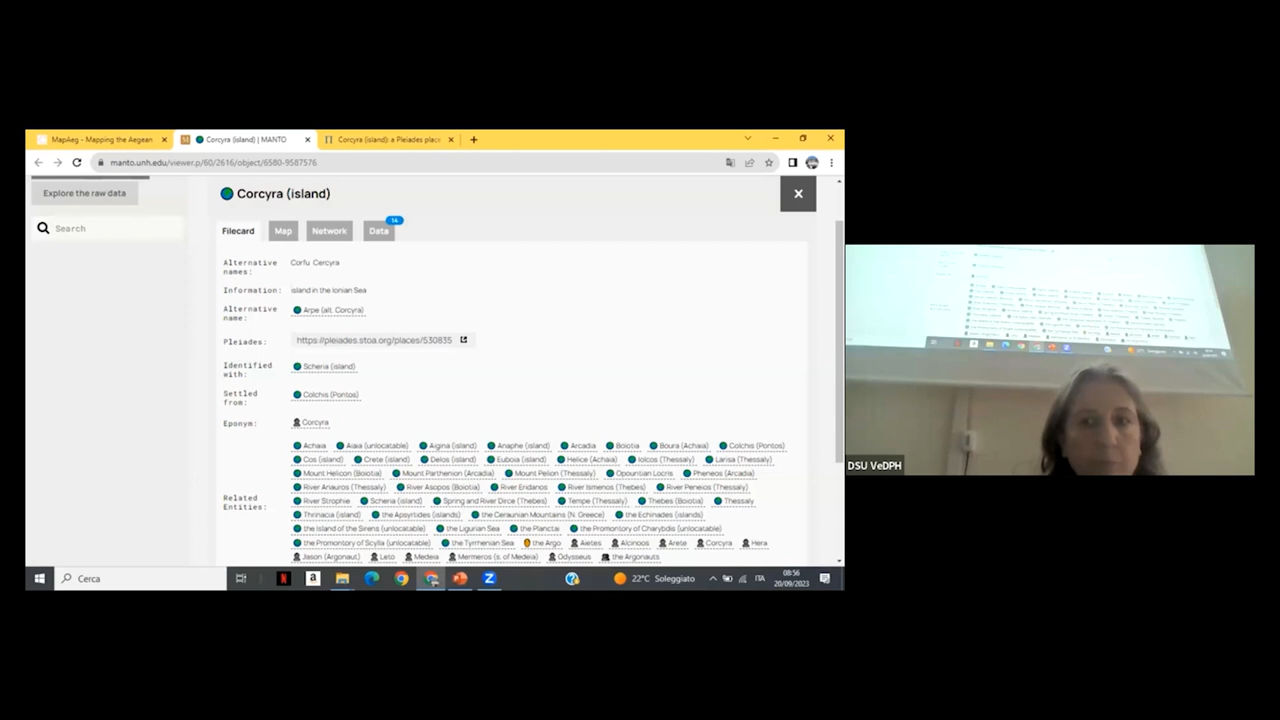 MapAeg - Mapping the Aegean
Corcyra (island) | MANTO
Corcyra (island): a Pleiades place
manto.unh.edu/viewer.p/60/2616/object/6580-9587576
Explore the raw data
Search
Corcyra (island)
Filecard Map Network Data 14
Alternative names: Corfu Cercyra
Information: island in the Ionian Sea
Alternative name: Arpe (alt. Corcyra)
Pleiades: https://pleiades.stoa.org/places/530835
Identified with: Scheria (island)
Settled from: Colchis (Pontos)
Eponym: Corcyra
Related Entities:
Achaia Aiaia (unlocatable) Aigina (island) Anaphe (island) Arcadia Boiotia Boura (Achaia) Colchis (Pontos)
Cos (island) Crete (island) Delos (island) Euboia (island) Helice (Achaia) Iolcos (Thessaly) Larisa (Thessaly)
Mount Helicon (Boiotia) Mount Parthenion (Arcadia) Mount Pelion (Thessaly) Opountian Locris Pheneos (Arcadia)
River Anauros (Thessaly) River Asopos (Boiotia) River Eridanos River Ismenos (Thebes) River Peneios (Thessaly)
River Strophie Scheria (island) Spring and River Dirce (Thebes) Tempe (Thessaly) Thebes (Boiotia) Thessaly
Thrinacia (island) the Apsyrtides (islands) the Ceraunian Mountains (N. Greece) the Echinades (islands)
the Island of the Sirens (unlocatable) the Ligurian Sea the Planctai the Promontory of Charybdis (unlocatable)
the Promontory of Scylla (unlocatable) the Tyrrhenian Sea the Argo Aietes Alcinoos Arete Corcyra Hera
Jason (Argonaut) Leto Medeia Mermeros (s. of Medeia) Odysseus the Argonauts
Cerca
22°C Soleggiato
ITA
08:56
20/09/2023
DSU VeDPH